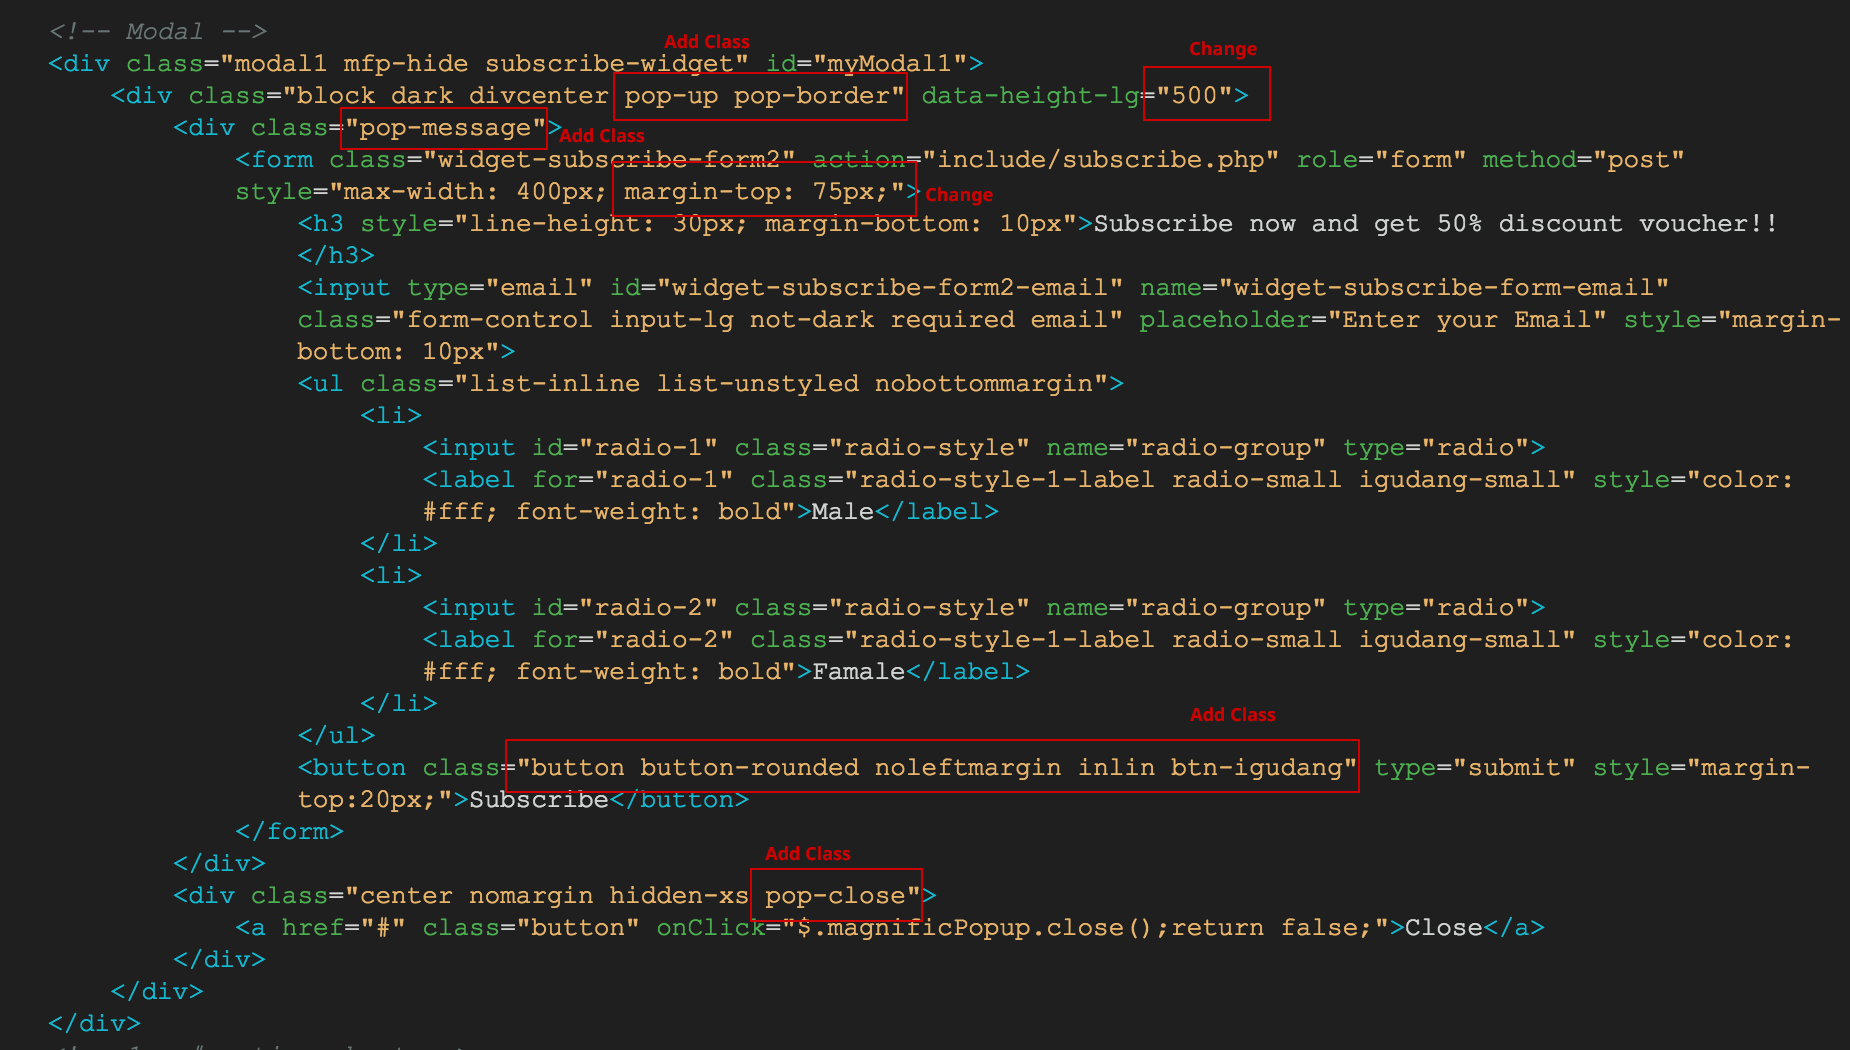 <!-- Modal -->
Add Class
Change
<div class="modal1 mfp-hide subscribe-widget" id="myModal1">
<div class="block dark divcenter pop-up pop-border" data-height-lg="500">
<div class="pop-message">
Add Class
<form class="widget-subscribe-form2" action="include/subscribe.php" role="form" method="post"
style="max-width: 400px; margin-top: 75px;">
Change
<h3 style="line-height: 30px; margin-bottom: 10px">Subscribe now and get 50% discount voucher!!
</h3>
<input type="email" id="widget-subscribe-form2-email" name="widget-subscribe-form-email"
class="form-control input-lg not-dark required email" placeholder="Enter your Email" style="margin-
bottom: 10px">
<ul class="list-inline list-unstyled nobottommargin">
<li>
<input id="radio-1" class="radio-style" name="radio-group" type="radio">
<label for="radio-1" class="radio-style-1-label radio-small igudang-small" style="color:
#fff; font-weight: bold">Male</label>
</li>
<li>
<input id="radio-2" class="radio-style" name="radio-group" type="radio">
<label for="radio-2" class="radio-style-1-label radio-small igudang-small" style="color:
#fff; font-weight: bold">Famale</label>
</li>
Add Class
</ul>
<button class="button button-rounded noleftmargin inlin btn-igudang" type="submit" style="margin-
top:20px;">Subscribe</button>
</form>
Add Class
</div>
<div class="center nomargin hidden-xs pop-close">
<a href="#" class="button" onClick="$.magnificPopup.close();return false;">Close</a>
</div>
</div>
</div>